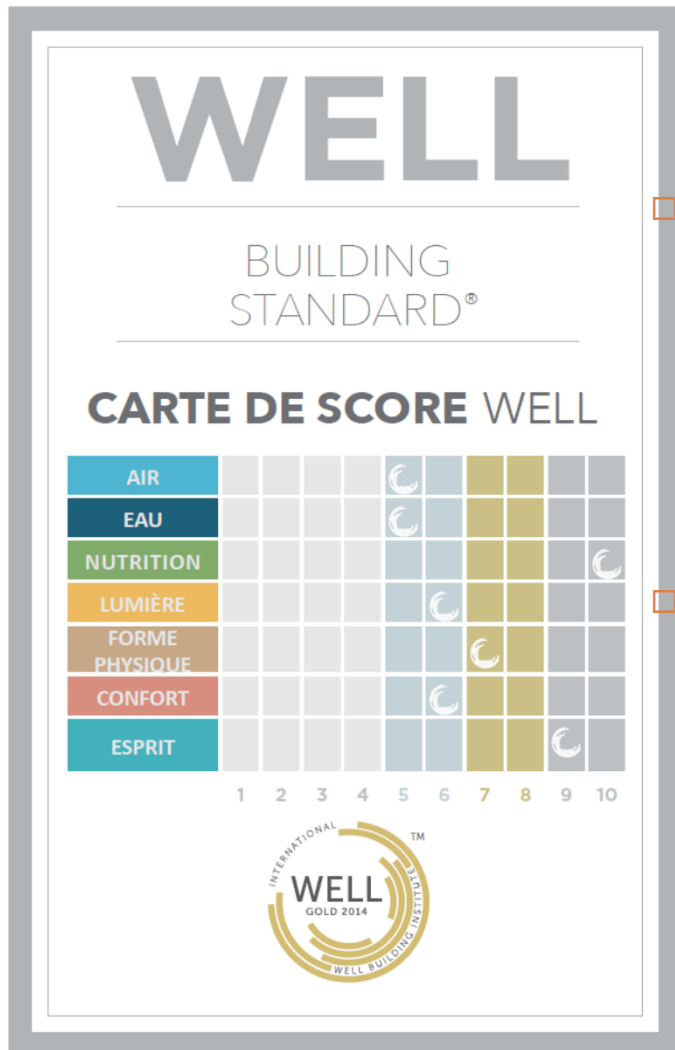 WELL
BUILDING
STANDARD®
CARTE DE SCORE WELL
AIR
EAU
NUTRITION
LUMIÈRE
FORME
PHYSIQUE
CONFORT
ESPRIT
1 2 3 4 5 6 7 8 9 10
INTERNATIONAL
TM
WELL
GOLD 2014
WELL BUILDING INSTITUTE